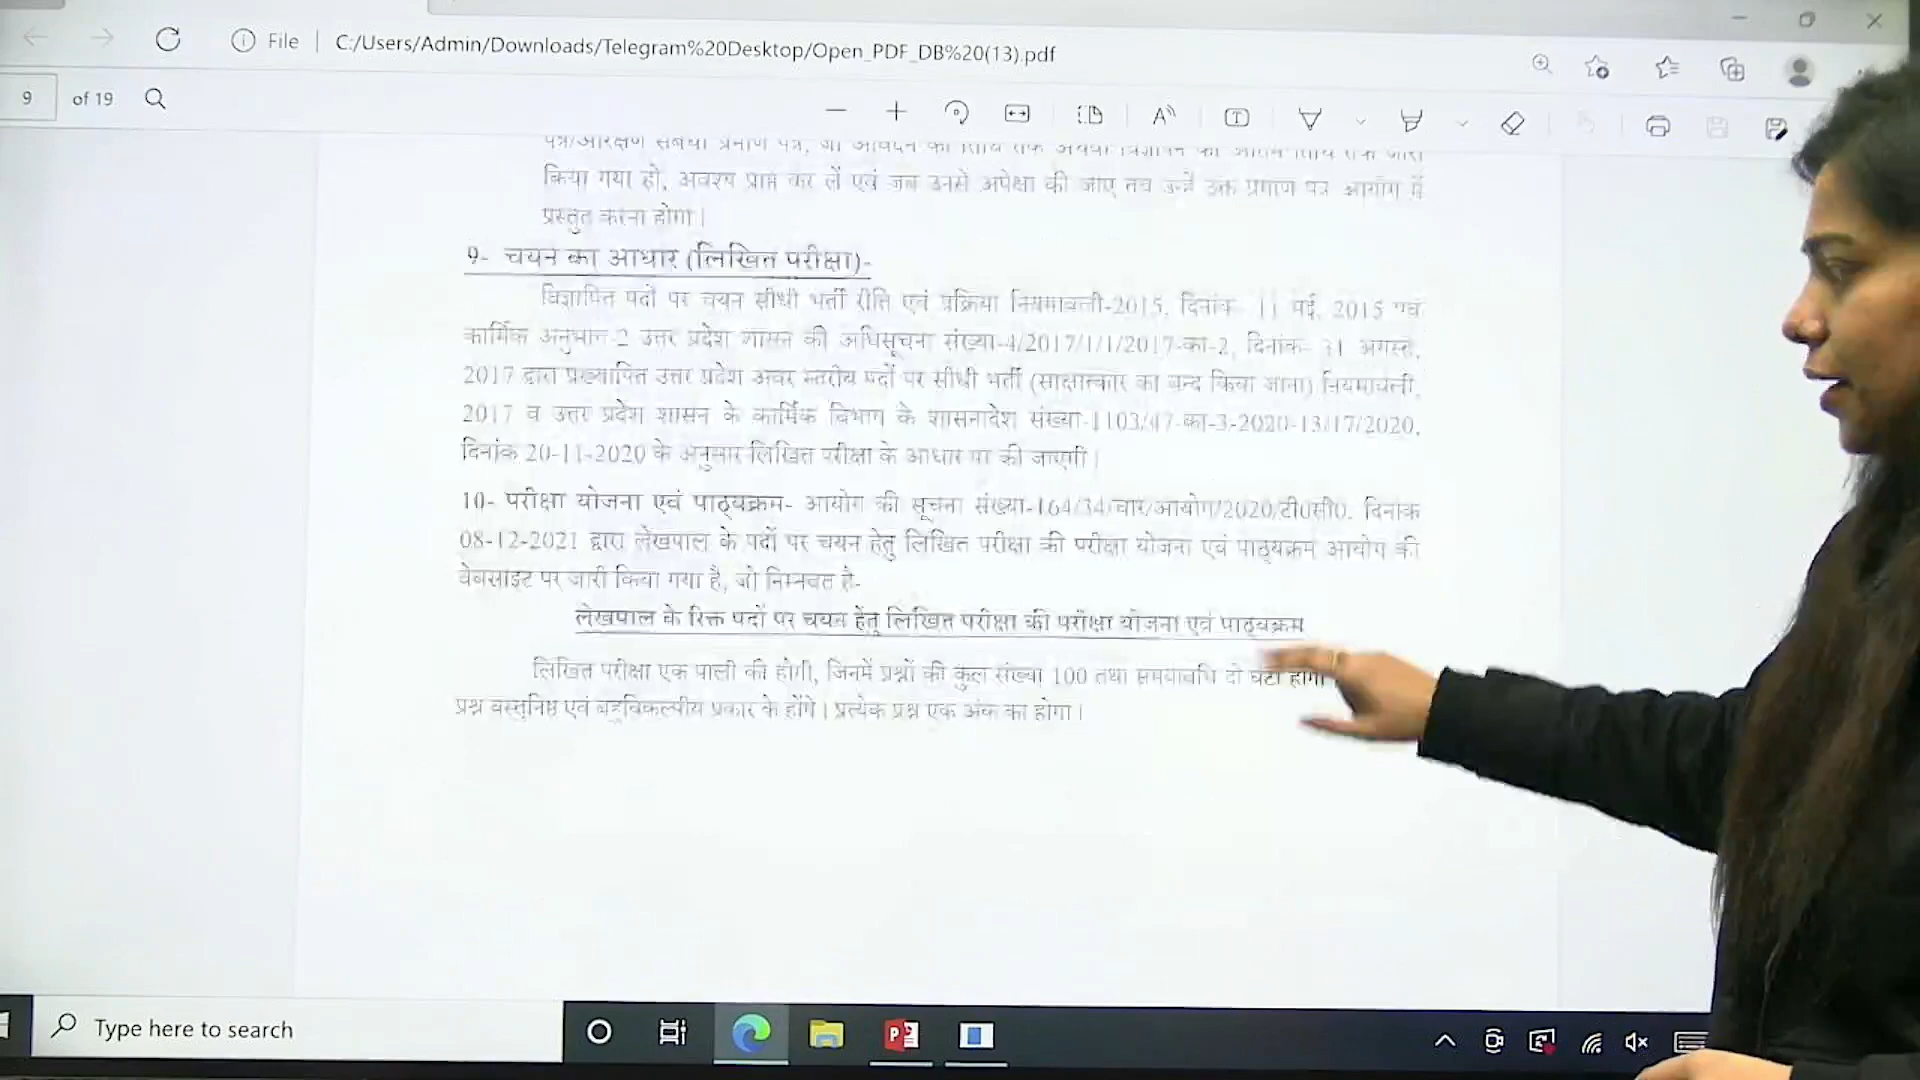 File C:/Users/Admin/Downloads/Telegram%20Desktop/Open_PDF_DB%20(13).pdf
9 of 19
किया गया हो, अवश्य प्राप्त कर लें एवं जब उनसे अपेक्षा की जाए तब उन्हें उक्त प्रमाण पत्र आयोग में
प्रस्तुत करना होगा।
9- चयन का आधार (लिखित परीक्षा)-
विज्ञापित पदों पर चयन सीधी भर्ती रीति एवं प्रक्रिया नियमावली-2015, दिनांक- 11 मई, 2015 एवं
कार्मिक अनुभाग-2 उत्तर प्रदेश शासन की अधिसूचना संख्या-4/2017/1/1/2017-का-2, दिनांक- 31 अगस्त,
2017 द्वारा प्रख्यापित उत्तर प्रदेश अवर स्तरीय पदों पर सीधी भर्ती (साक्षात्कार का बन्द किया जाना) नियमावली,
2017 व उत्तर प्रदेश शासन के कार्मिक विभाग के शासनादेश संख्या-1103/47-का-3-2020-13/17/2020,
दिनांक 20-11-2020 के अनुसार लिखित परीक्षा के आधार पर की जाएगी।
10- परीक्षा योजना एवं पाठ्यक्रम- आयोग की सूचना संख्या-164/34/चार/आयोग/2020/टी0सी0, दिनांक
08-12-2021 द्वारा लेखपाल के पदों पर चयन हेतु लिखित परीक्षा की परीक्षा योजना एवं पाठ्यक्रम आयोग की
वेबसाइट पर जारी किया गया है, जो निम्नवत है-
लेखपाल के रिक्त पदों पर चयन हेतु लिखित परीक्षा की परीक्षा योजना एवं पाठ्यक्रम
लिखित परीक्षा एक पाली की होगी, जिनमें प्रश्नों की कुल संख्या 100 तथा समयावधि दो घंटा होगी
प्रश्न वस्तुनिष्ठ एवं बहुविकल्पीय प्रकार के होंगे। प्रत्येक प्रश्न एक अंक का होगा।
Type here to search